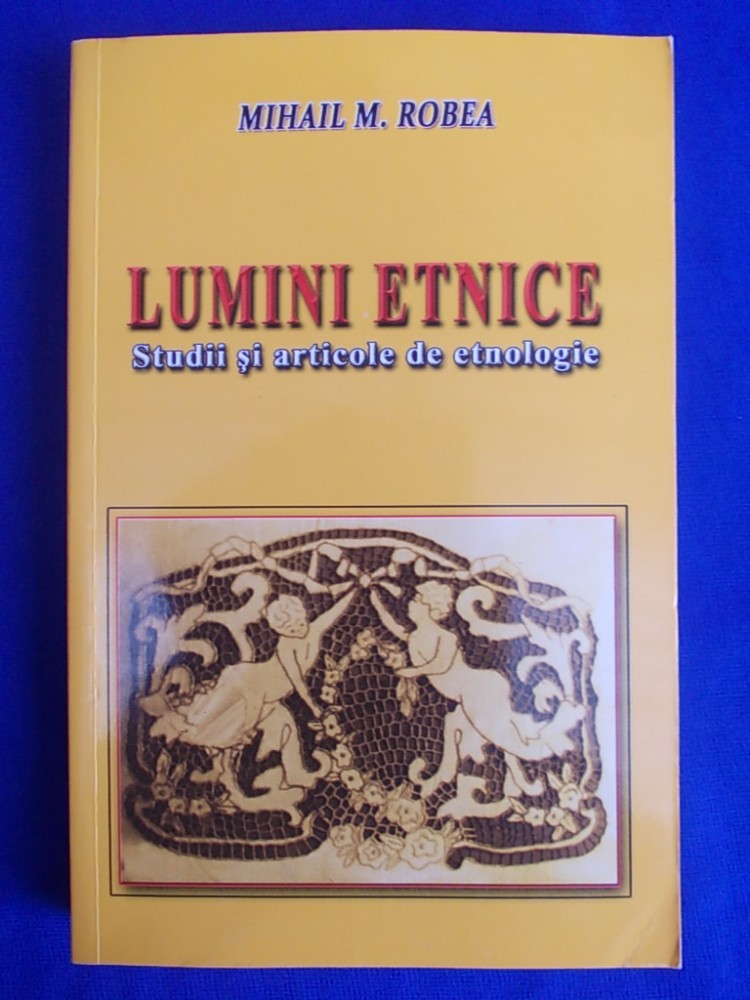 MIHAIL M. ROBEA
LUMINI ETNICE
Studii şi articole de etnologie